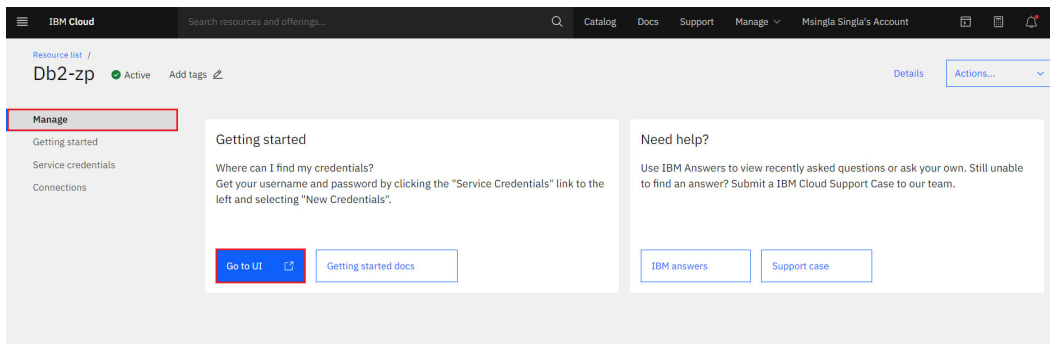 IBM Cloud
Search resources and offerings...
Catalog
Docs
Support
Manage
Msingla Singla's Account
Resource list /
Db2-zp
Active
Add tags
Details
Actions...
Manage
Getting started
Service credentials
Connections
Getting started
Where can I find my credentials?
Get your username and password by clicking the "Service Credentials" link to the
left and selecting "New Credentials".
Go to UI
Getting started docs
Need help?
Use IBM Answers to view recently asked questions or ask your own. Still unable
to find an answer? Submit a IBM Cloud Support Case to our team.
IBM answers
Support case